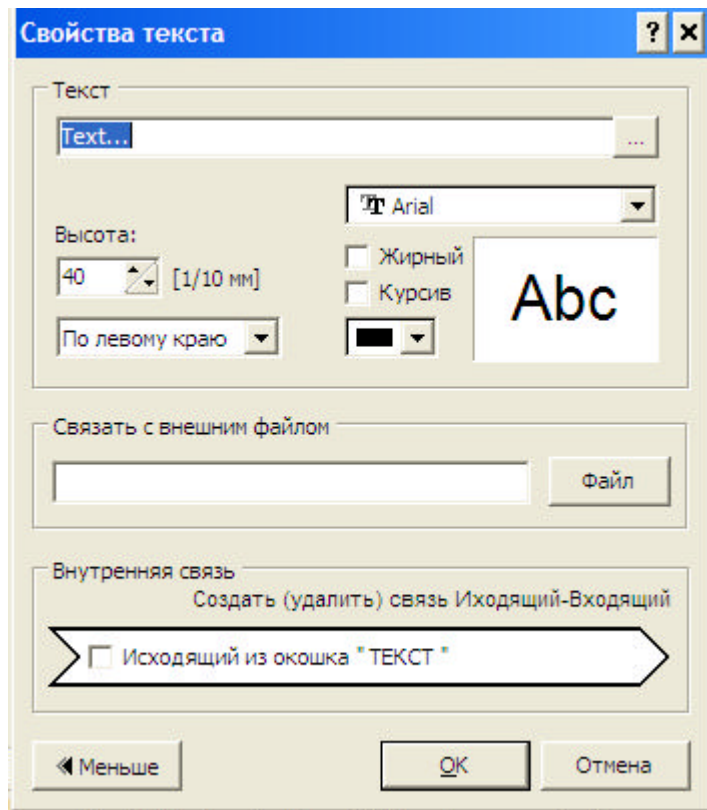 Свойства текста
Текст
Text...
...
Arial
Высота:
Жирный
40 [1/10 мм]
Курсив
Abc
По левому краю
Связать с внешним файлом
Файл
Внутренняя связь
Создать (удалить) связь Иходящий-Входящий
Исходящий из окошка " ТЕКСТ "
Меньше
OK
Отмена